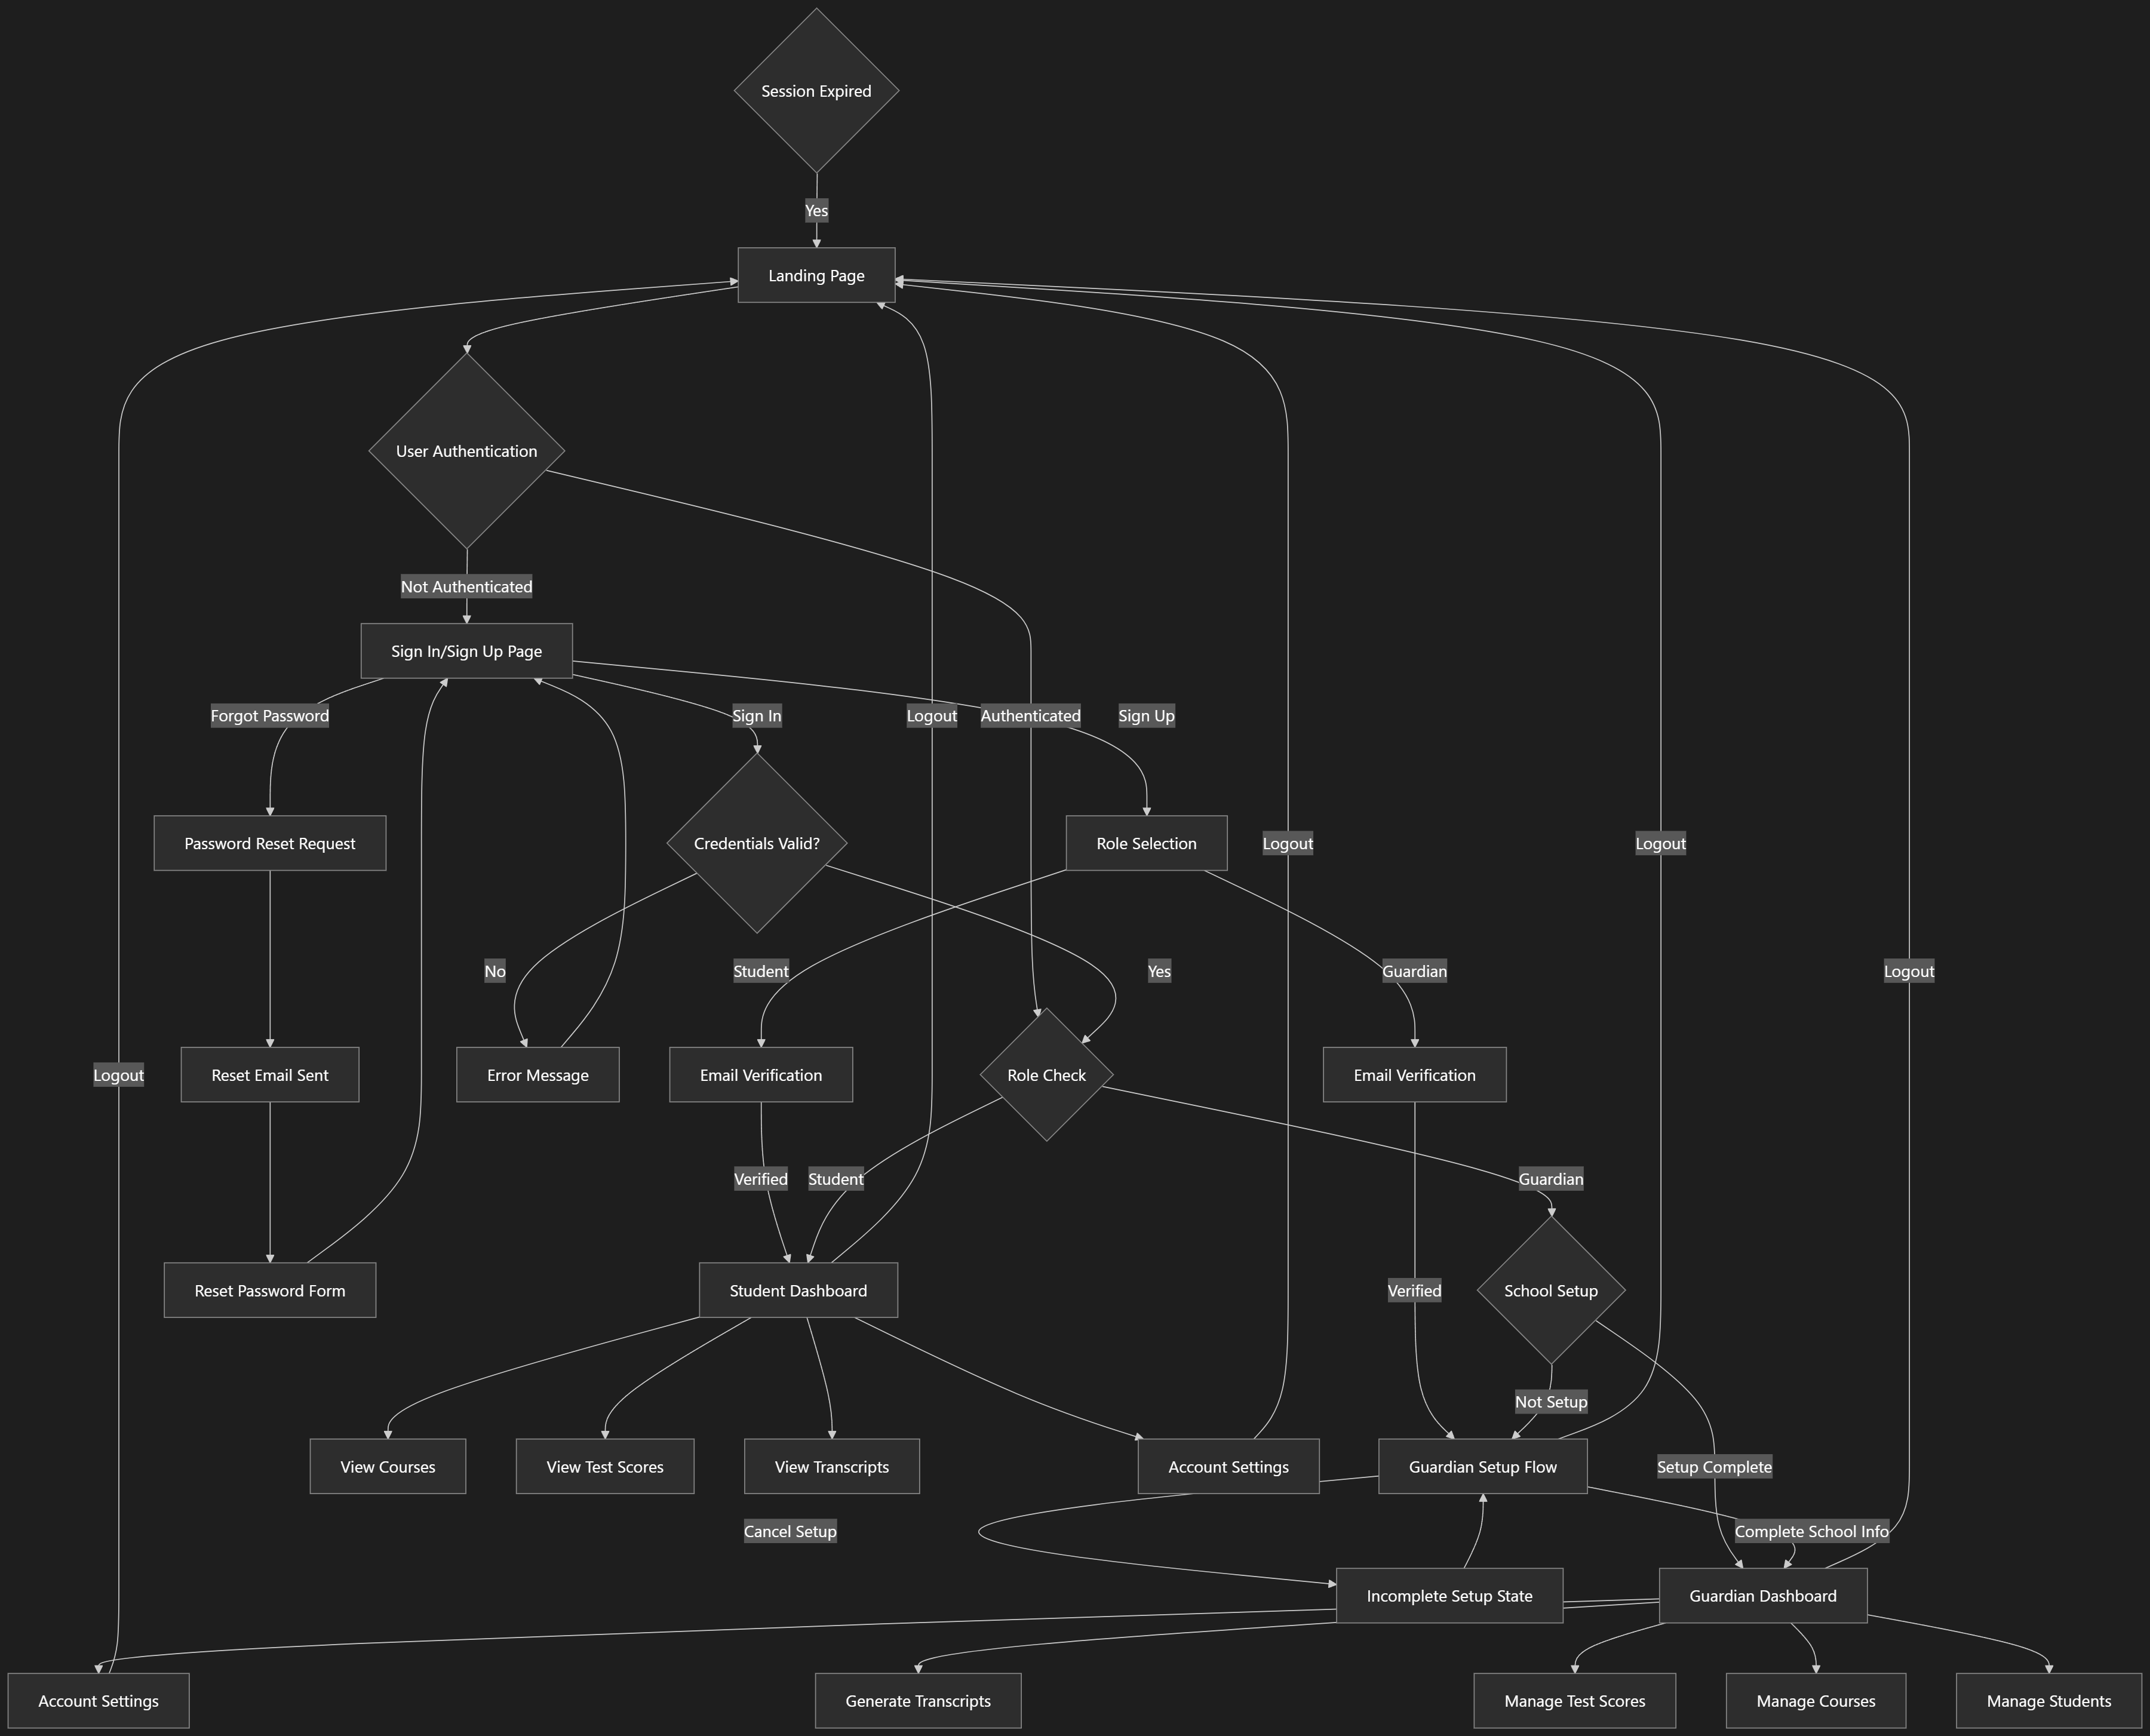 Session Expired
Yes
Landing Page
User Authentication
Not Authenticated
Sign In/Sign Up Page
Forgot Password
Sign In
Logout
Authenticated
Sign Up
Password Reset Request
Credentials Valid?
Role Selection
Logout
Logout
No
Student
Yes
Guardian
Logout
Logout
Reset Email Sent
Error Message
Email Verification
Role Check
Email Verification
Verified
Student
Guardian
Reset Password Form
Student Dashboard
Verified
School Setup
Not Setup
View Courses
View Test Scores
View Transcripts
Account Settings
Guardian Setup Flow
Setup Complete
Cancel Setup
Complete School Info
Incomplete Setup State
Guardian Dashboard
Account Settings
Generate Transcripts
Manage Test Scores
Manage Courses
Manage Students